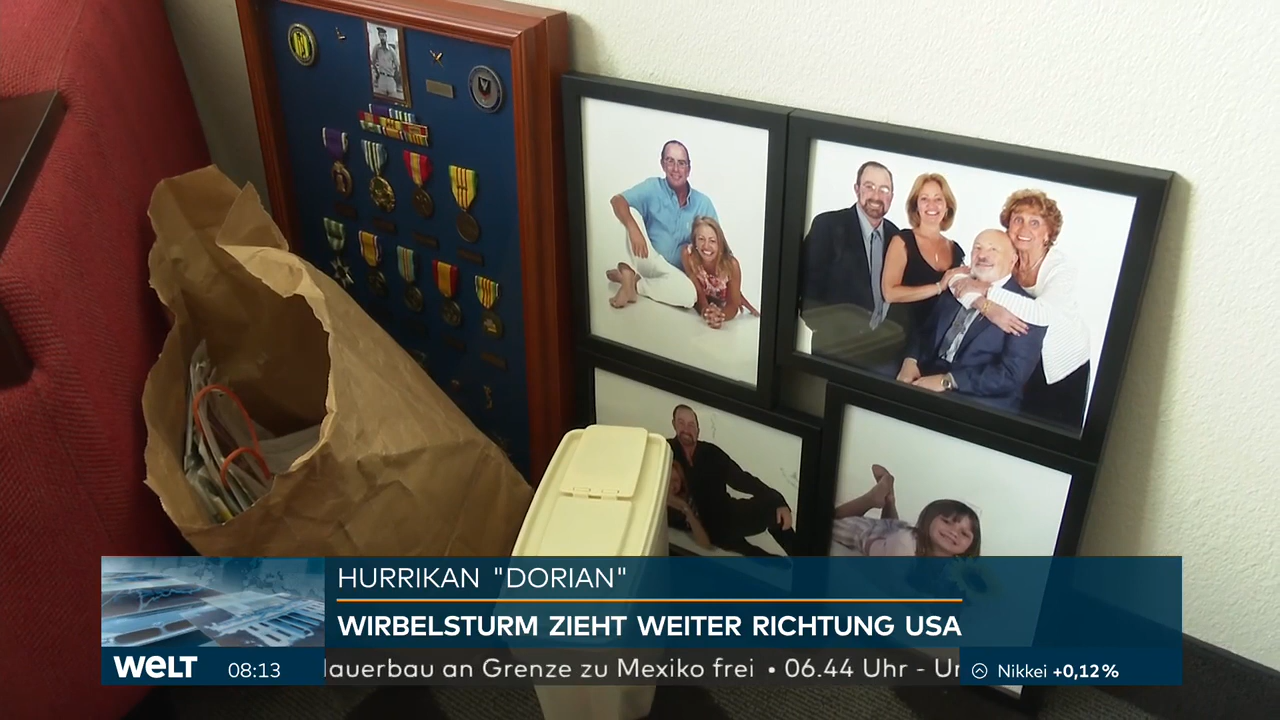 HURRIKAN "DORIAN"
WIRBELSTURM ZIEHT WEITER RICHTUNG USA
welt 08:13 lauerbau an Grenze zu Mexiko frei • 06.44 Uhr - Nikkei +0,12%